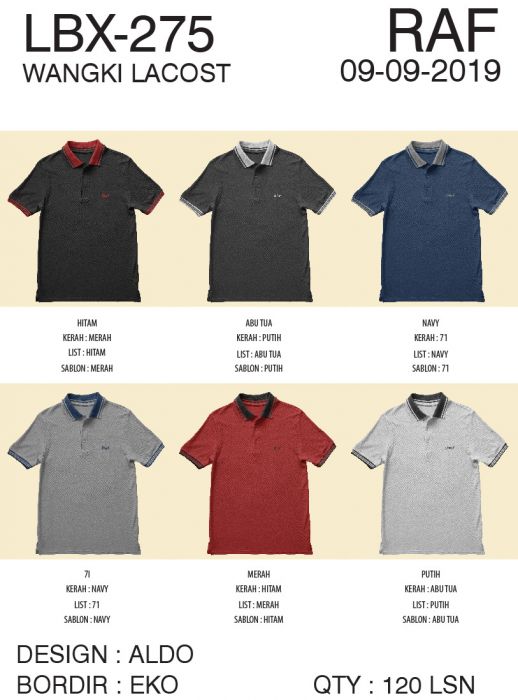 LBX-275
RAF
WANGKI LACOST
09-09-2019
HITAM
KERAH : MERAH
LIST : HITAM
SABLON : MERAH
ABU TUA
KERAH : PUTIH
LIST : ABU TUA
SABLON : PUTIH
NAVY
KERAH : 71
LIST : NAVY
SABLON : 71
7I
KERAH : NAVY
LIST : 71
SABLON : NAVY
MERAH
KERAH : HITAM
LIST : MERAH
SABLON : HITAM
PUTIH
KERAH : ABU TUA
LIST : PUTIH
SABLON : ABU TUA
DESIGN : ALDO
BORDIR : EKO
QTY : 120 LSN